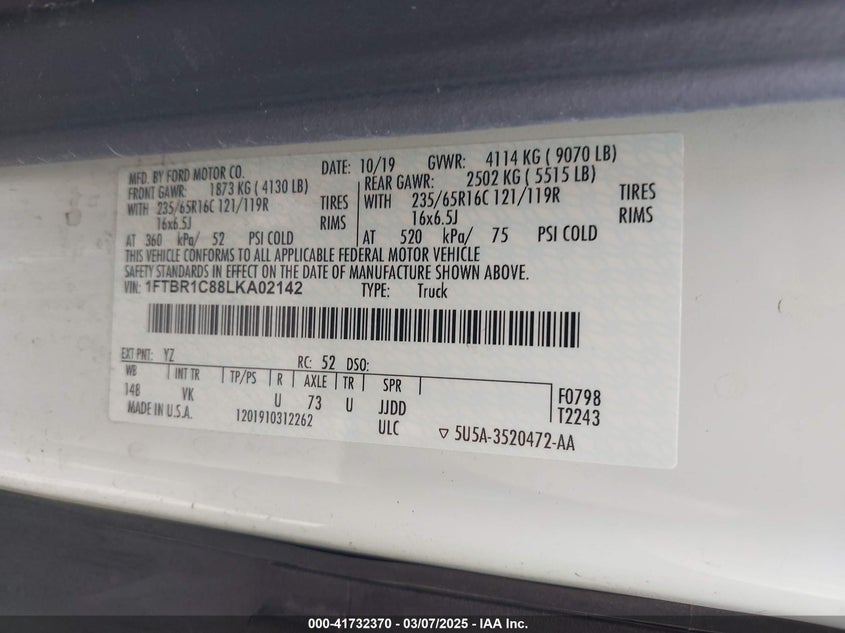 MFD. BY FORD MOTOR CO. DATE: 10/19 GVWR: 4114 KG ( 9070 LB)
FRONT GAWR: 1873 KG ( 4130 LB) REAR GAWR: 2502 KG ( 5515 LB)
WITH 235/65R16C 121/119R TIRES WITH 235/65R16C 121/119R TIRES
16x6.5J RIMS 16x6.5J RIMS
AT 360 kPa/ 52 PSI COLD AT 520 kPa/ 75 PSI COLD
THIS VEHICLE CONFORMS TO ALL APPLICABLE FEDERAL MOTOR VEHICLE
SAFETY STANDARDS IN EFFECT ON THE DATE OF MANUFACTURE SHOWN ABOVE.
VIN: 1FTBR1C88LKA02142 TYPE: Truck
EXT PNT: YZ RC: 52 DSO:
WB INT TR TP/PS R AXLE TR SPR
148 VK U 73 U JJDD F0798
MADE IN U.S.A. 1201910312262 ULC T2243
▽ 5U5A-3520472-AA
000-41732370 - 03/07/2025 - IAA Inc.